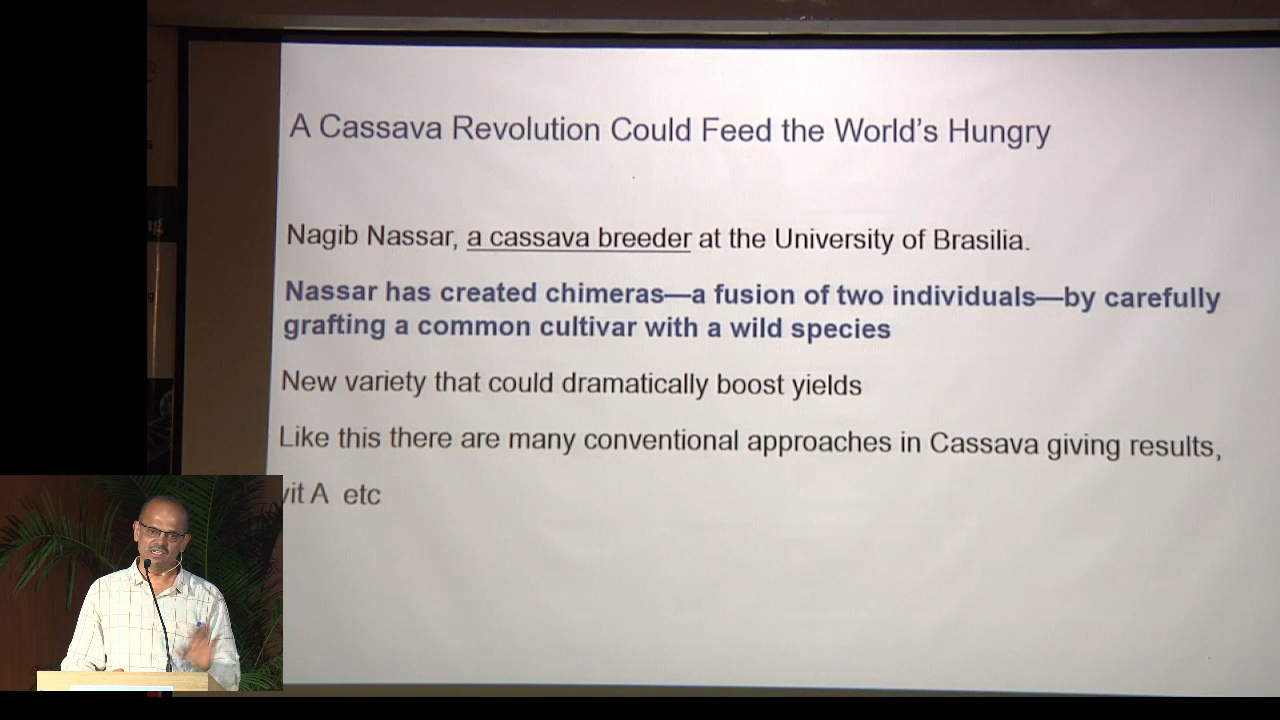 A Cassava Revolution Could Feed the World's Hungry
Nagib Nassar, a cassava breeder at the University of Brasilia.
Nassar has created chimeras—a fusion of two individuals—by carefully
grafting a common cultivar with a wild species
New variety that could dramatically boost yields
Like this there are many conventional approaches in Cassava giving results,
vit A etc